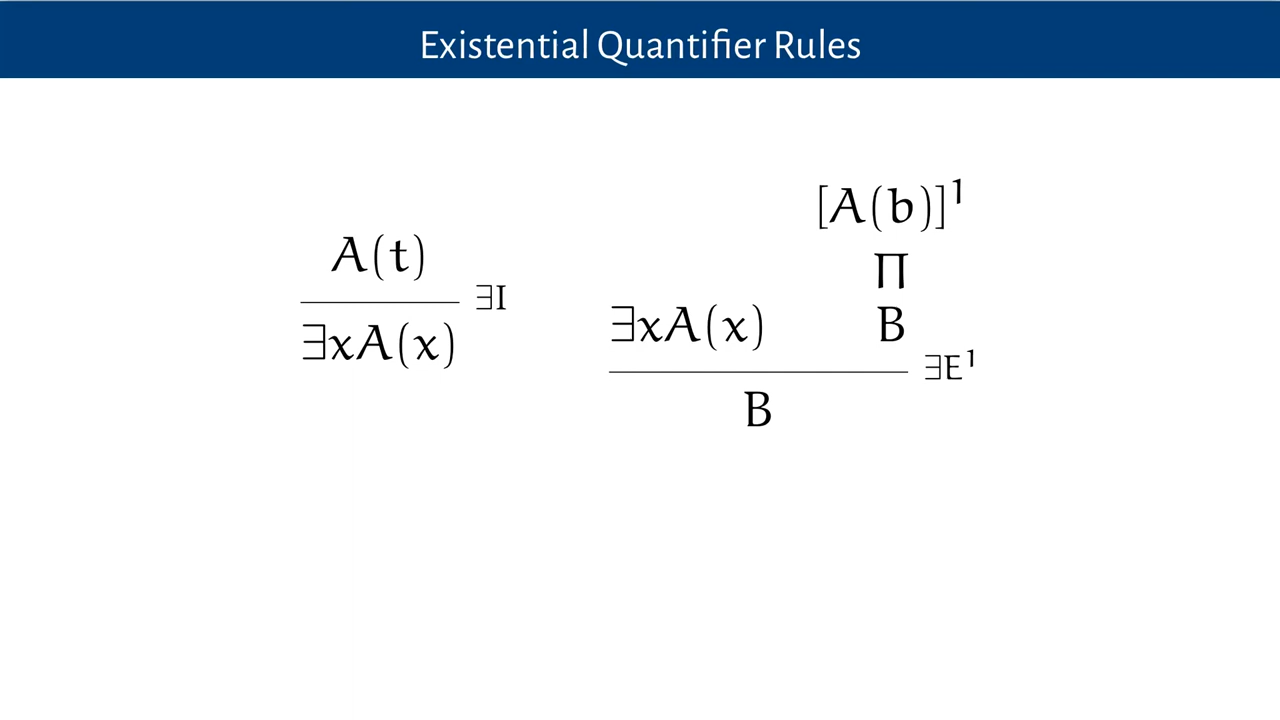 Existential Quantifier Rules
A(t)
∃I
∃xA(x)
[A(b)]¹
Π
∃xA(x) B
∃E¹
B